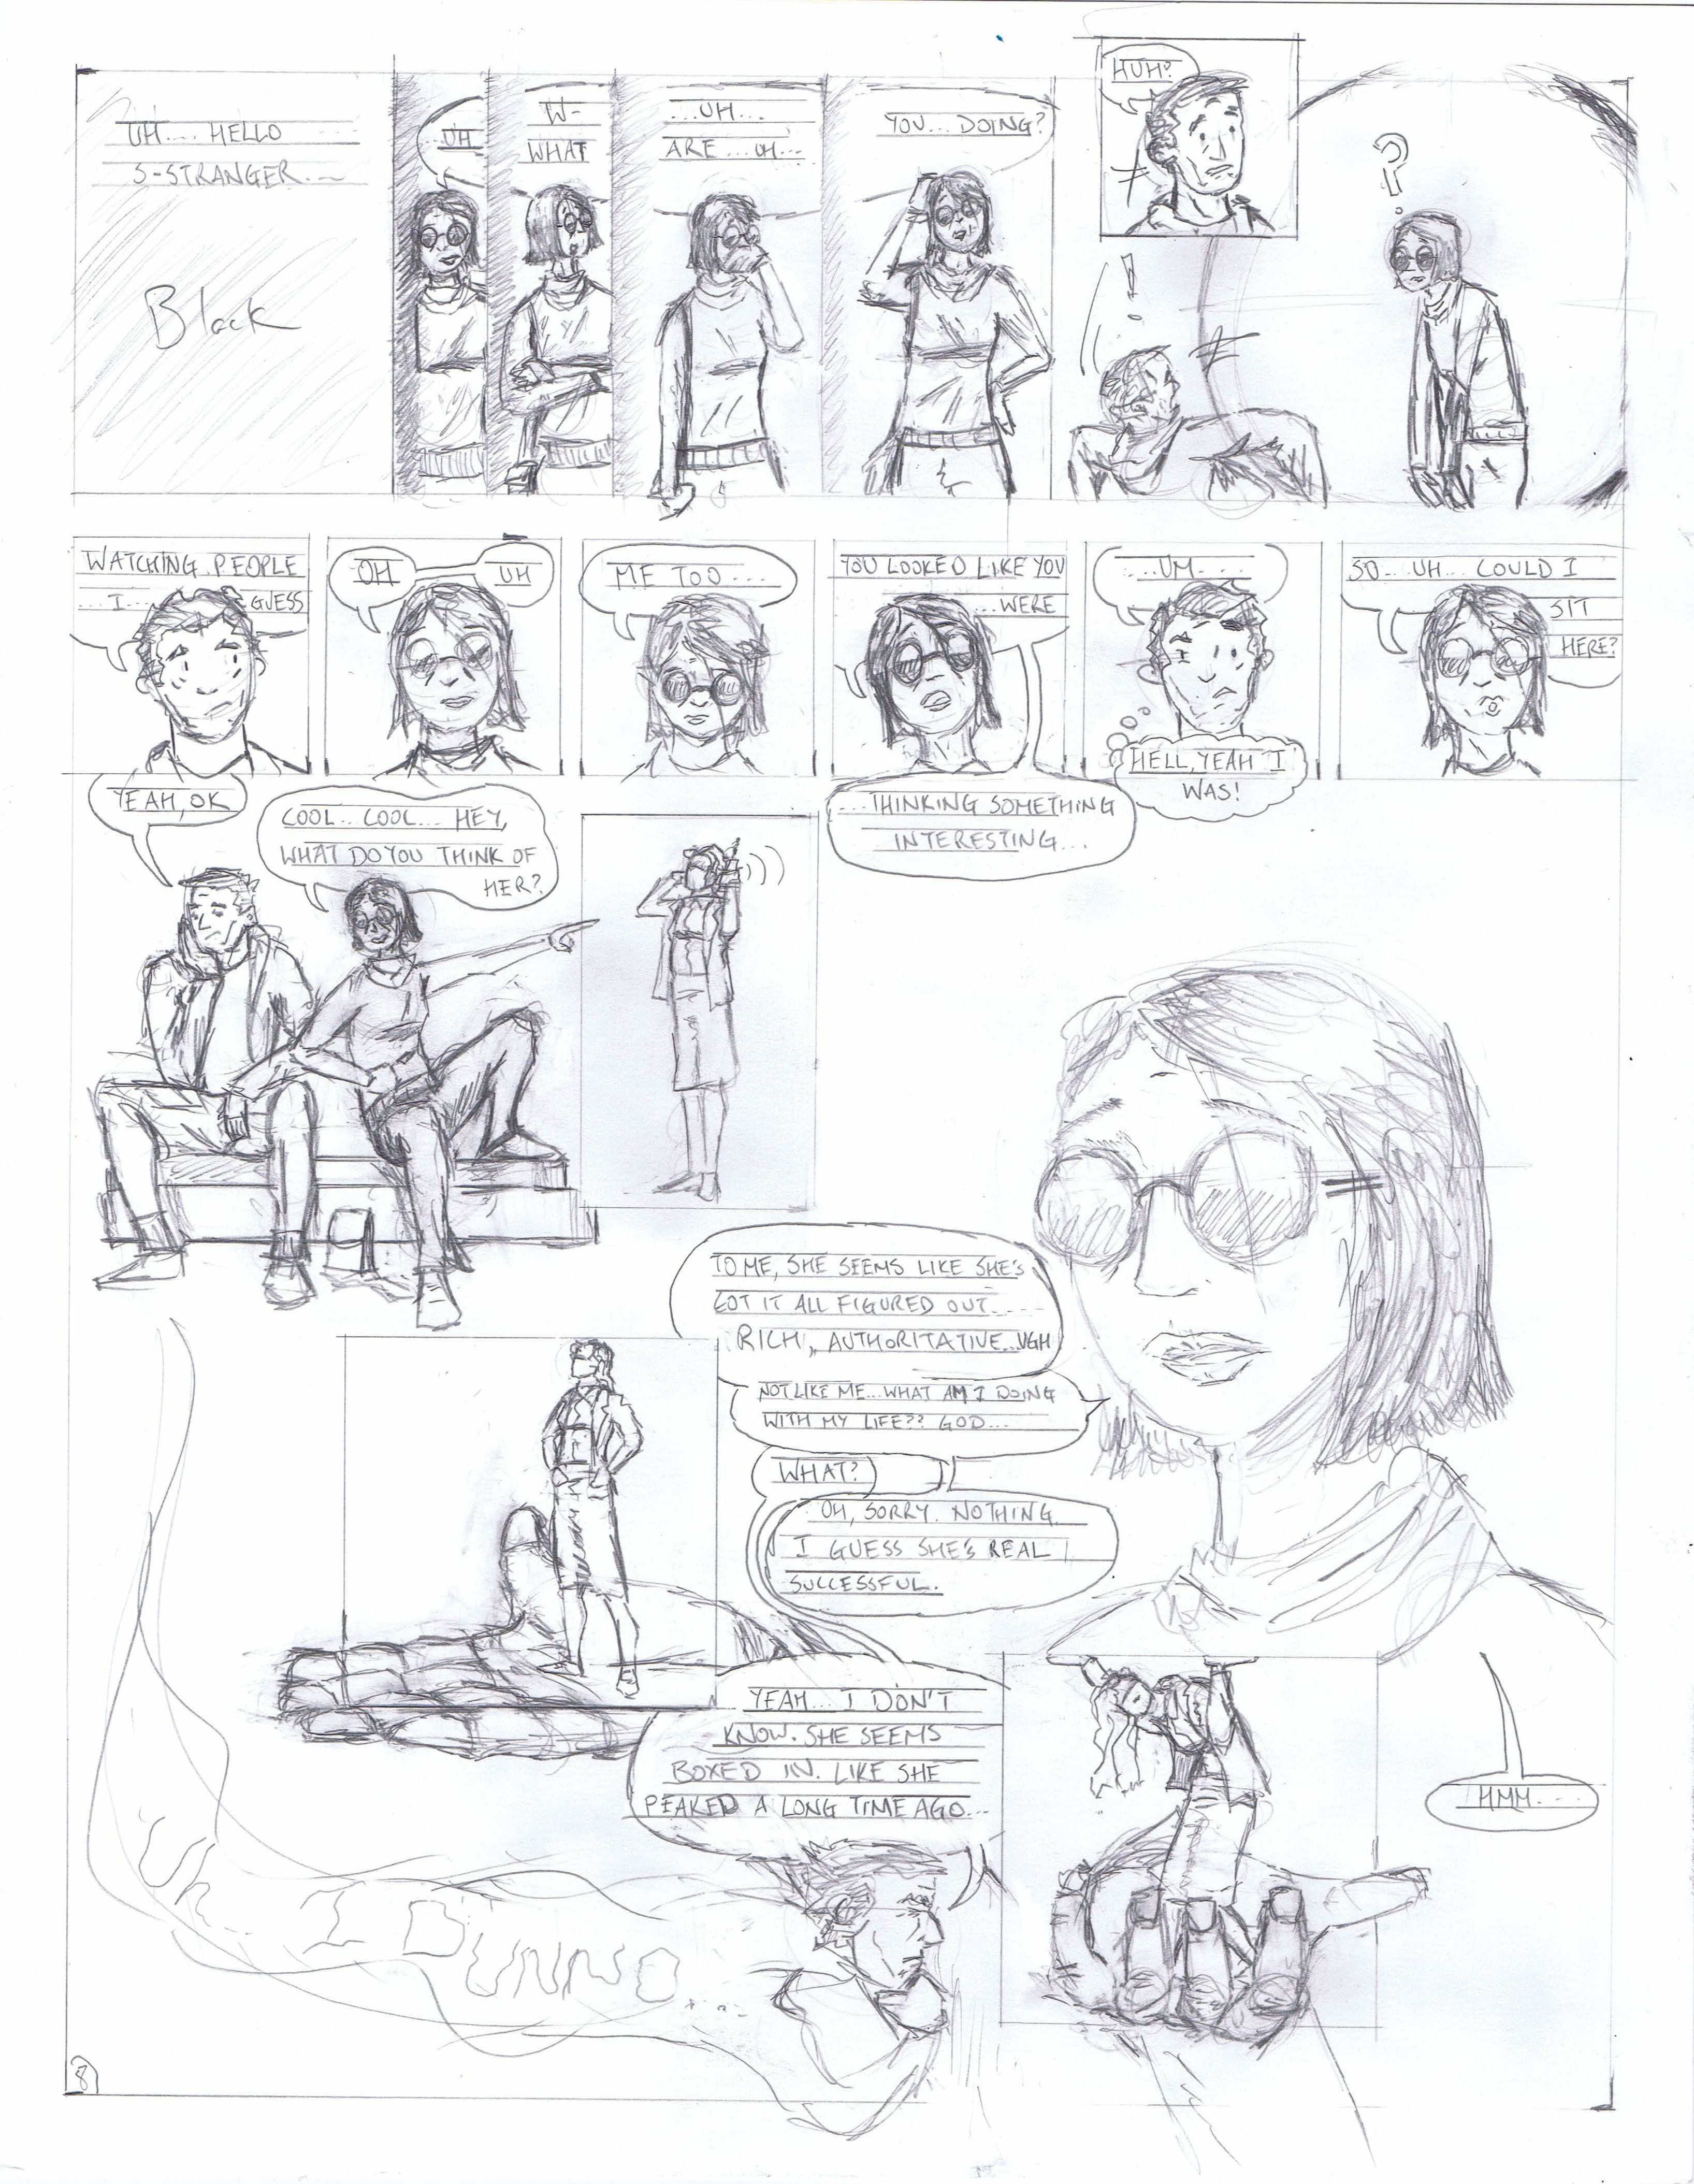 UH.... HELLO
S-STRANGER...
Black
...UH
W-
WHAT
...UH...
ARE...UH...
YOU... DOING?
HUH?
!
?
WATCHING PEOPLE
...I... GUESS
OH
UH
ME TOO....
YOU LOOKED LIKE YOU
...WERE
...THINKING SOMETHING
INTERESTING...
...UM....
HELL, YEAH I
WAS!
SO...UH... COULD I
SIT
HERE?
YEAH, OK
COOL... COOL... HEY,
WHAT DO YOU THINK OF
HER?
TO ME, SHE SEEMS LIKE SHE'S
GOT IT ALL FIGURED OUT....
RICH, AUTHORITATIVE...UGH
NOT LIKE ME...WHAT AM I DOING
WITH MY LIFE?? GOD...
WHAT?
OH, SORRY. NOTHING.
I GUESS SHE'S REAL
SUCCESSFUL.
YEAH... I DON'T
KNOW. SHE SEEMS
BOXED IN. LIKE SHE
PEAKED A LONG TIME AGO...
HMM...
UH I DUNNO...
8